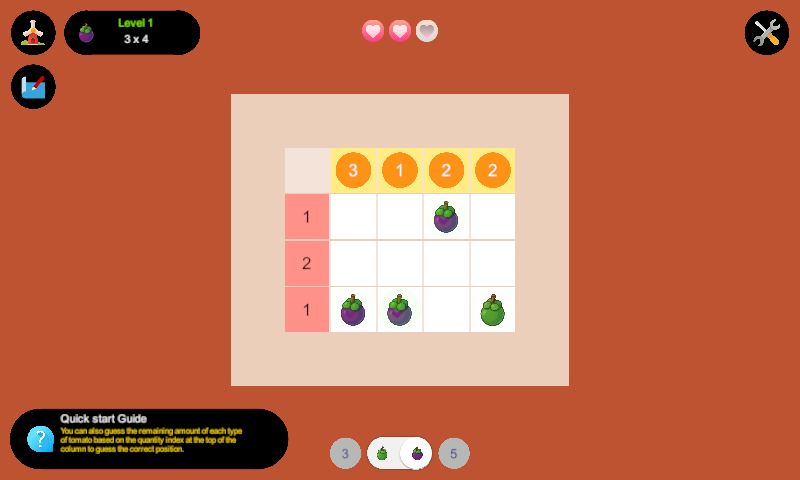 Level 1
3 x 4
3 1 2 2
1
2
1
Quick start Guide
You can also guess the remaining amount of each type
of tomato based on the quantity index at the top of the
column to guess the correct position.
3 5